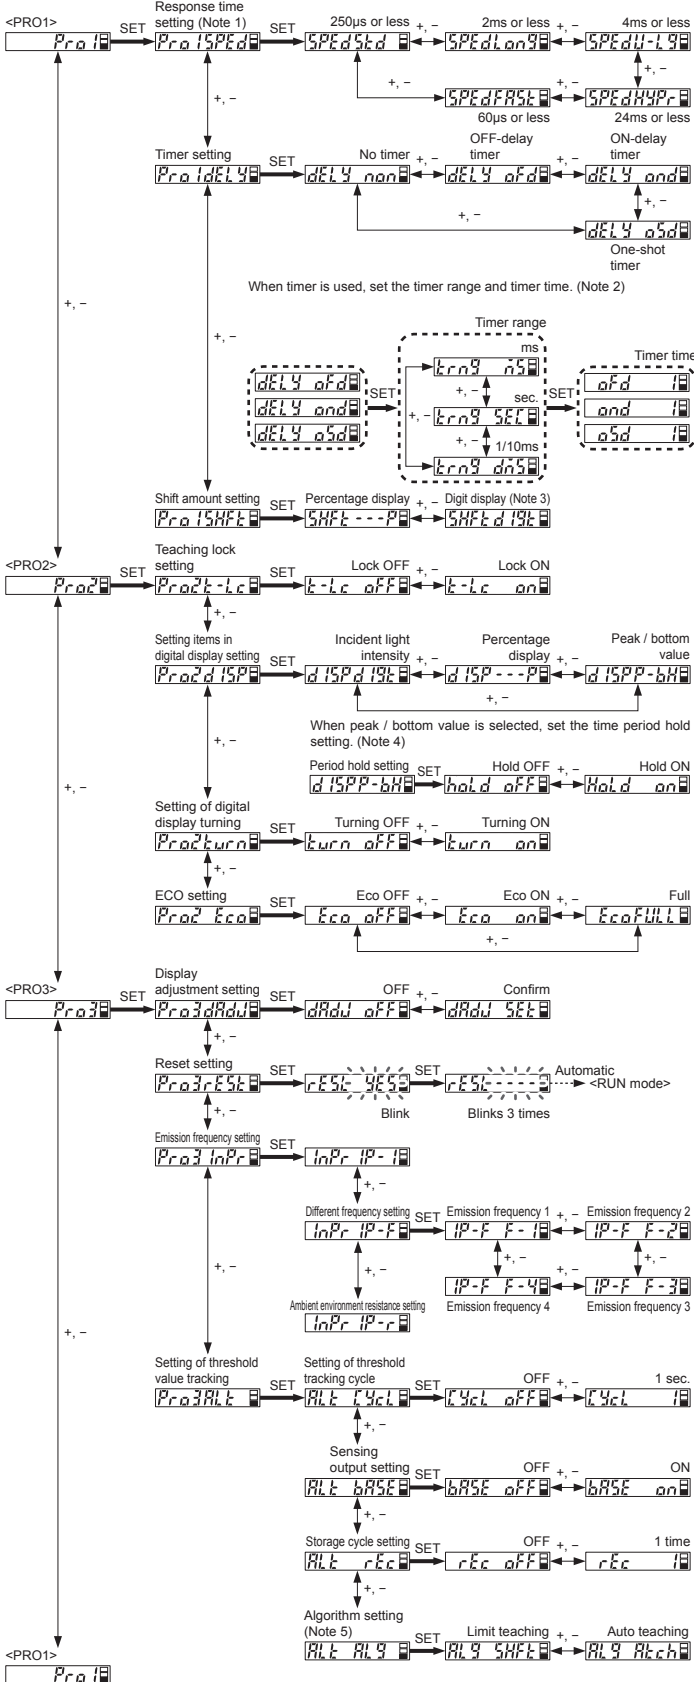 <PRO1>
Pro1
SET
Response time
setting (Note 1)
Pro1SPEd
SET
250µs or less
SPEdStd
+, −
2ms or less
SPEdLong
+, −
4ms or less
SPEdU-Lg
+, −
+, −
60µs or less
SPEdFASt
+, −
24ms or less
SPEdHYPr
+, −
Timer setting
Pro1dELY
SET
No timer
dELY non
+, −
OFF-delay
timer
dELY ofd
+, −
ON-delay
timer
dELY ond
+, −
+, −
dELY oSd
One-shot
timer
When timer is used, set the timer range and timer time. (Note 2)
+, −
+, −
dELY ofd
dELY ond
dELY oSd
SET
Timer range
ms
trng mS
+, −
sec.
+, −
trng SEC
+, −
1/10ms
trng dmS
SET
Timer time
ofd 1
ond 1
oSd 1
Shift amount setting
Pro1SHFt
SET
Percentage display
SHFt---P
+, −
Digit display (Note 3)
SHFtd1gt
<PRO2>
Pro2
SET
Teaching lock
setting
Pro2t-Lc
SET
Lock OFF
t-Lc oFF
+, −
Lock ON
t-Lc on
+, −
Setting items in
digital display setting
Pro2d1SP
SET
Incident light
intensity
d1SPd1gt
+, −
Percentage
display
d1SP---P
+, −
Peak / bottom
value
d1SPP-bH
+, −
When peak / bottom value is selected, set the time period hold
setting. (Note 4)
+, −
Period hold setting
d1SPP-bH
SET
Hold OFF
hoLd oFF
+, −
Hold ON
HoLd on
+, −
Setting of digital
display turning
Pro2turn
SET
Turning OFF
turn oFF
+, −
Turning ON
turn on
+, −
ECO setting
Pro2 Eco
SET
Eco OFF
Eco oFF
+, −
Eco ON
Eco on
+, −
Full
EcoFULL
+, −
<PRO3>
Pro3
SET
Display
adjustment setting
Pro3dAdJ
SET
OFF
dAdJ oFF
+, −
Confirm
dAdJ SEt
+, −
Reset setting
Pro3rESt
SET
rESt YES
Blink
SET
rESt----
Blinks 3 times
Automatic
<RUN mode>
+, −
Emission frequency setting
Pro3InPr
SET
InPr IP-1
+, −
Different frequency setting
InPr IP-F
SET
Emission frequency 1
IP-F F-1
+, −
Emission frequency 2
IP-F F-2
+, −
+, −
+, −
+, −
IP-F F-4
Emission frequency 4
+, −
IP-F F-3
Emission frequency 3
Ambient environment resistance setting
InPr IP-r
+, −
Setting of threshold
value tracking
Pro3ALt
SET
Setting of threshold
tracking cycle
ALt CYcL
SET
OFF
CYcL oFF
+, −
1 sec.
CYcL 1
+, −
Sensing
output setting
ALt bASE
SET
OFF
bASE oFF
+, −
ON
bASE on
+, −
Storage cycle setting
ALt rEc
SET
OFF
rEc oFF
+, −
1 time
rEc 1
+, −
Algorithm setting
(Note 5)
ALt ALg
SET
Limit teaching
ALg SHFt
+, −
Auto teaching
ALg Atch
<PRO1>
Pro1